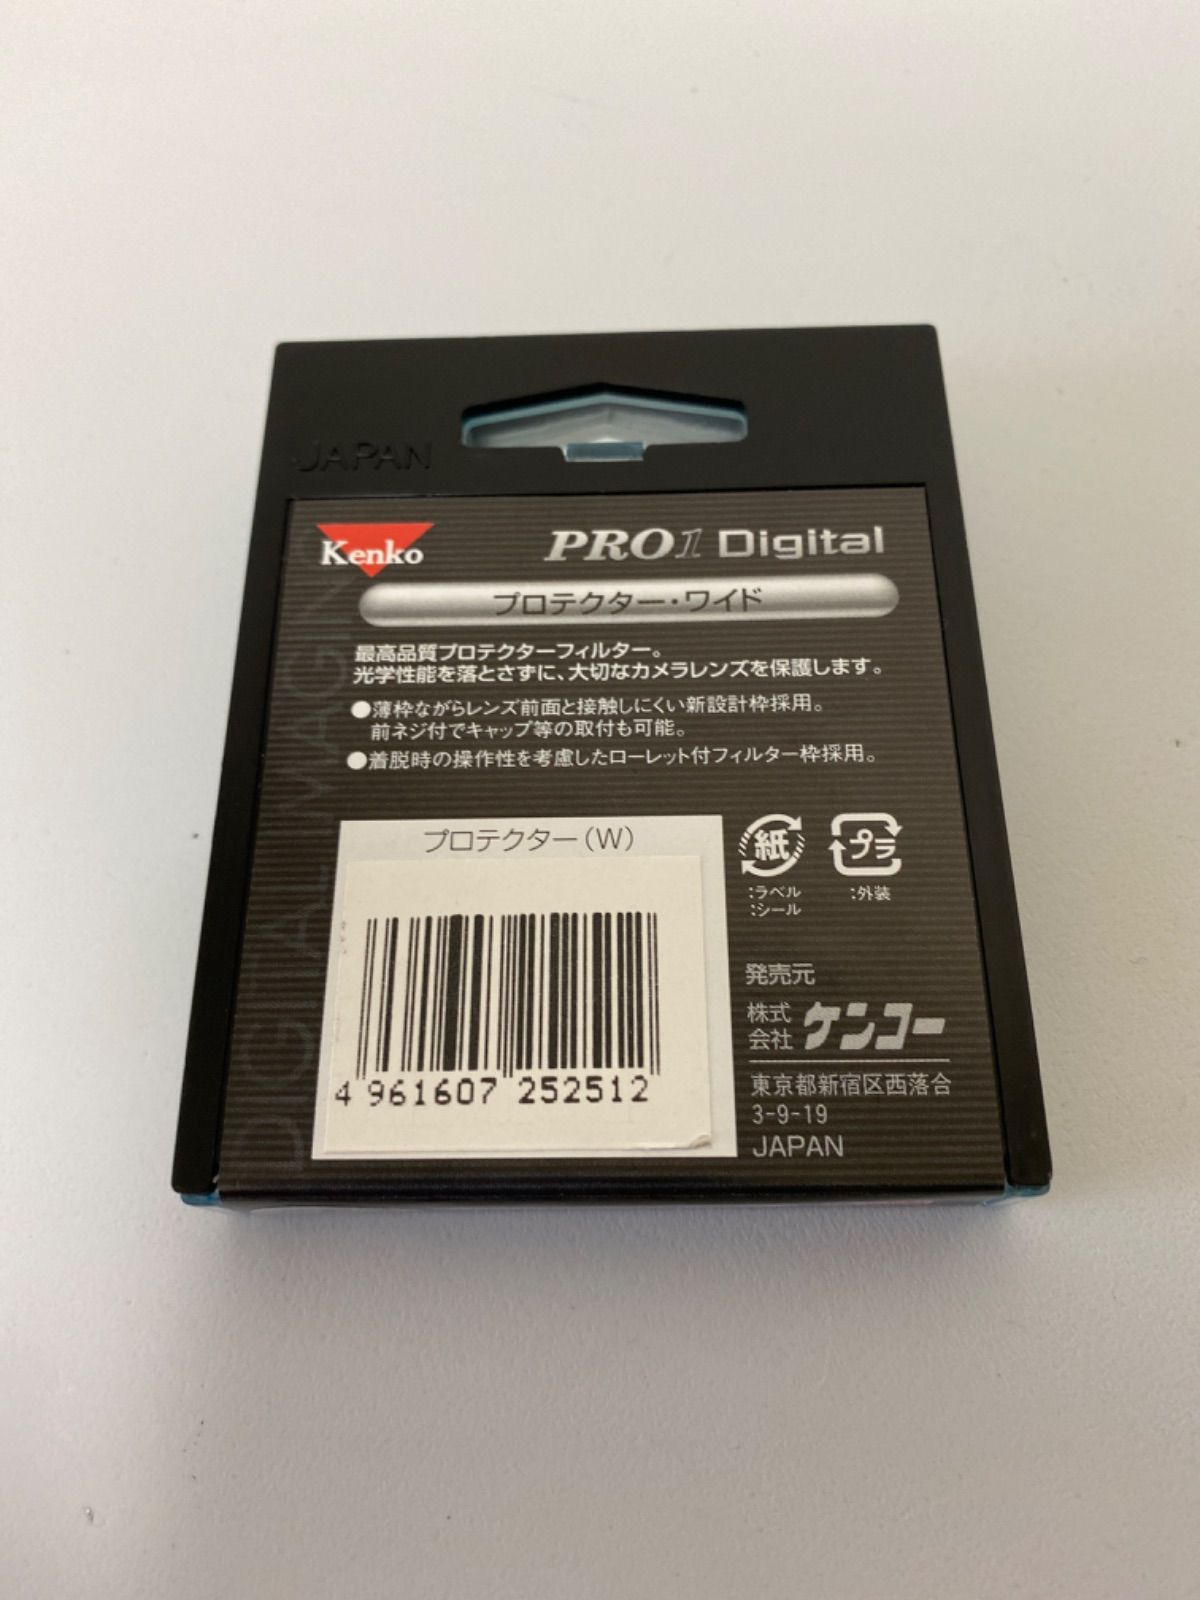 JAPAN
Kenko
PRO1 Digital
プロテクター・ワイド
最高品質プロテクターフィルター。
光学性能を落とさずに、大切なカメラレンズを保護します。
●薄枠ながらレンズ前面と接触しにくい新設計枠採用。
前ネジ付でキャップ等の取付も可能。
●着脱時の操作性を考慮したローレット付フィルター枠採用。
DIGITAL IMAGING
プロテクター(W)
4 961607 252512
紙
:ラベル
:シール
プラ
:外装
発売元
株式会社 ケンコー
東京都新宿区西落合
3-9-19
JAPAN